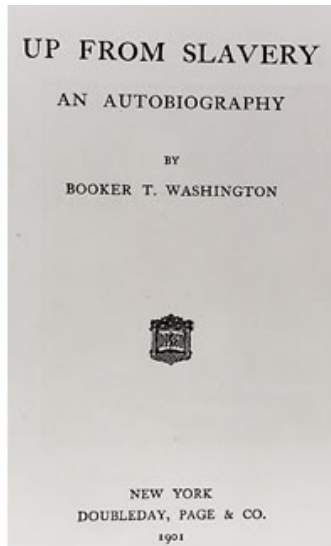 UP FROM SLAVERY
AN AUTOBIOGRAPHY
BY
BOOKER T. WASHINGTON
NEW YORK
DOUBLEDAY, PAGE & CO.
1901